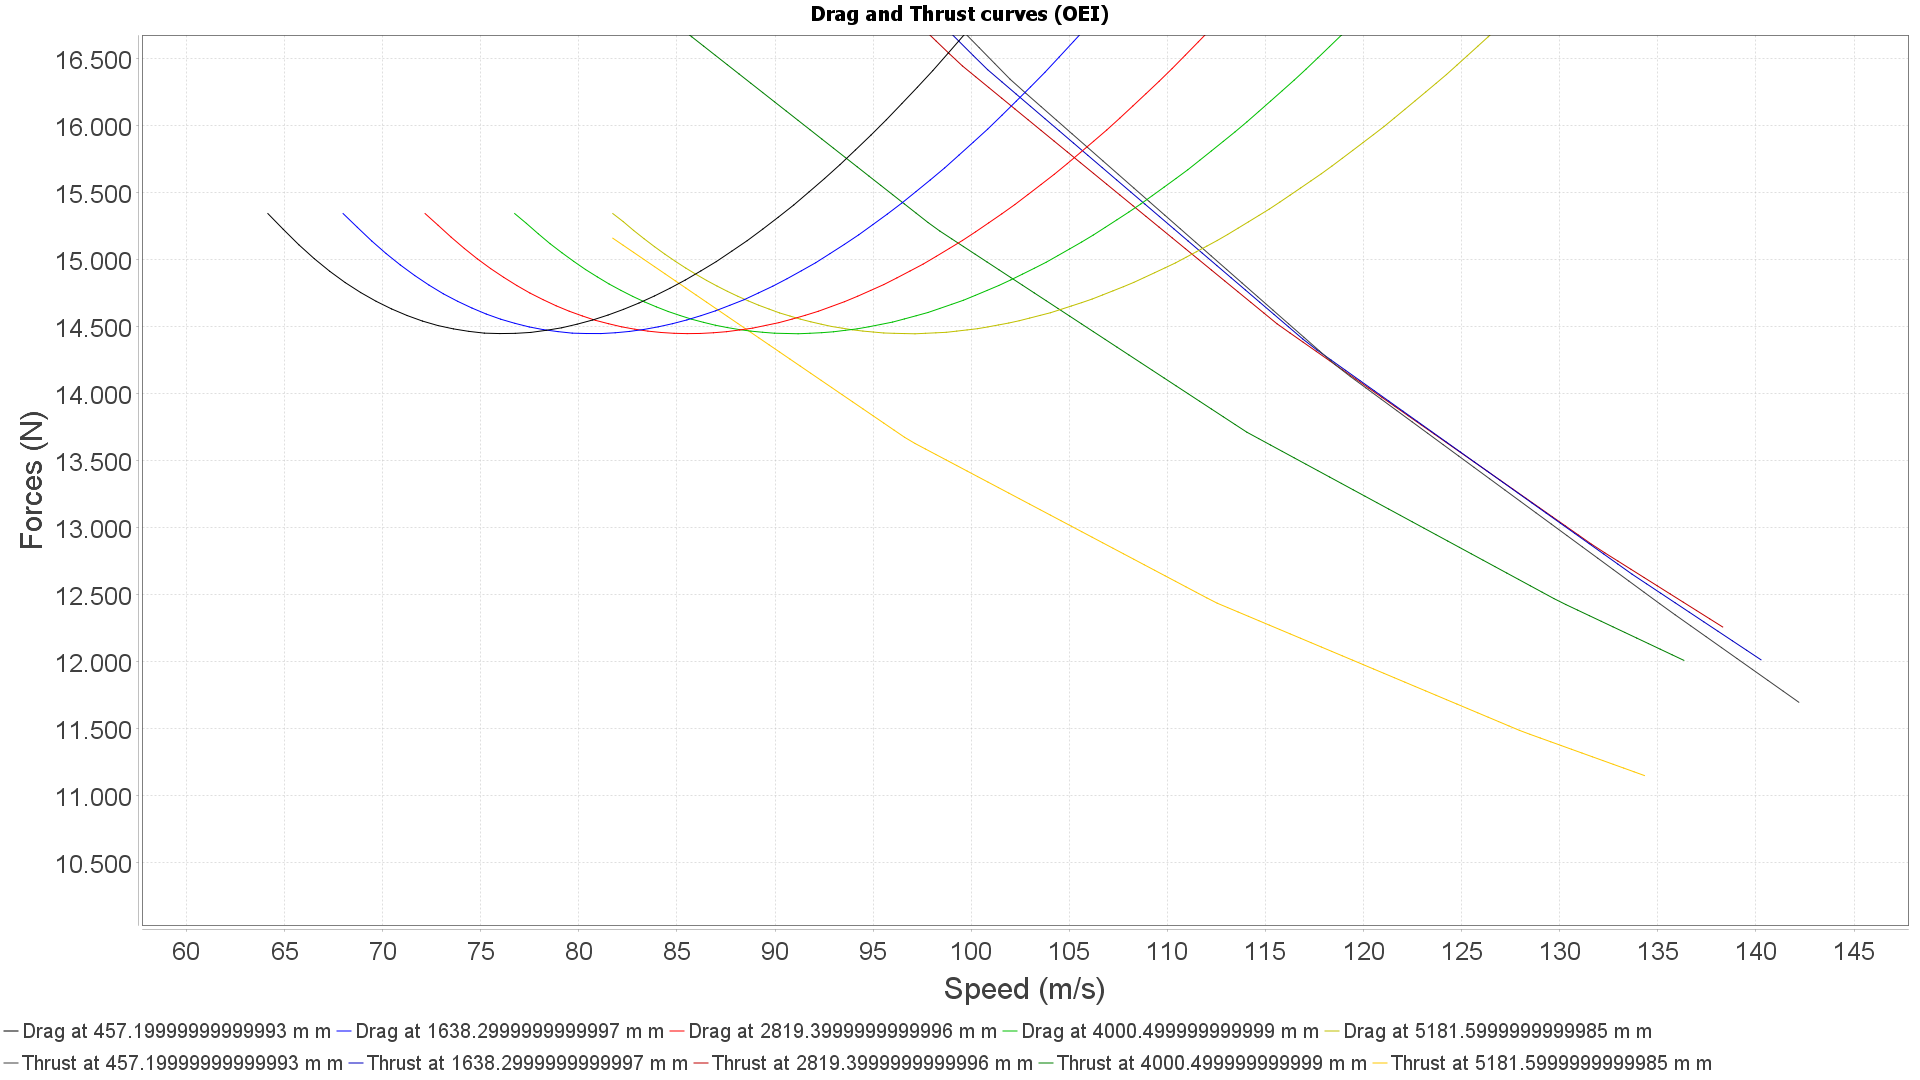 Drag and Thrust curves (OEI)
16.500
16.000
15.500
15.000
14.500
14.000
13.500
13.000
12.500
12.000
11.500
11.000
10.500
Forces (N)
60 65 70 75 80 85 90 95 100 105 110 115 120 125 130 135 140 145
Speed (m/s)
Drag at 457.19999999999993 m m Drag at 1638.2999999999997 m m Drag at 2819.3999999999996 m m Drag at 4000.499999999999 m m Drag at 5181.5999999999985 m m
Thrust at 457.19999999999993 m m Thrust at 1638.2999999999997 m m Thrust at 2819.3999999999996 m m Thrust at 4000.499999999999 m m Thrust at 5181.5999999999985 m m